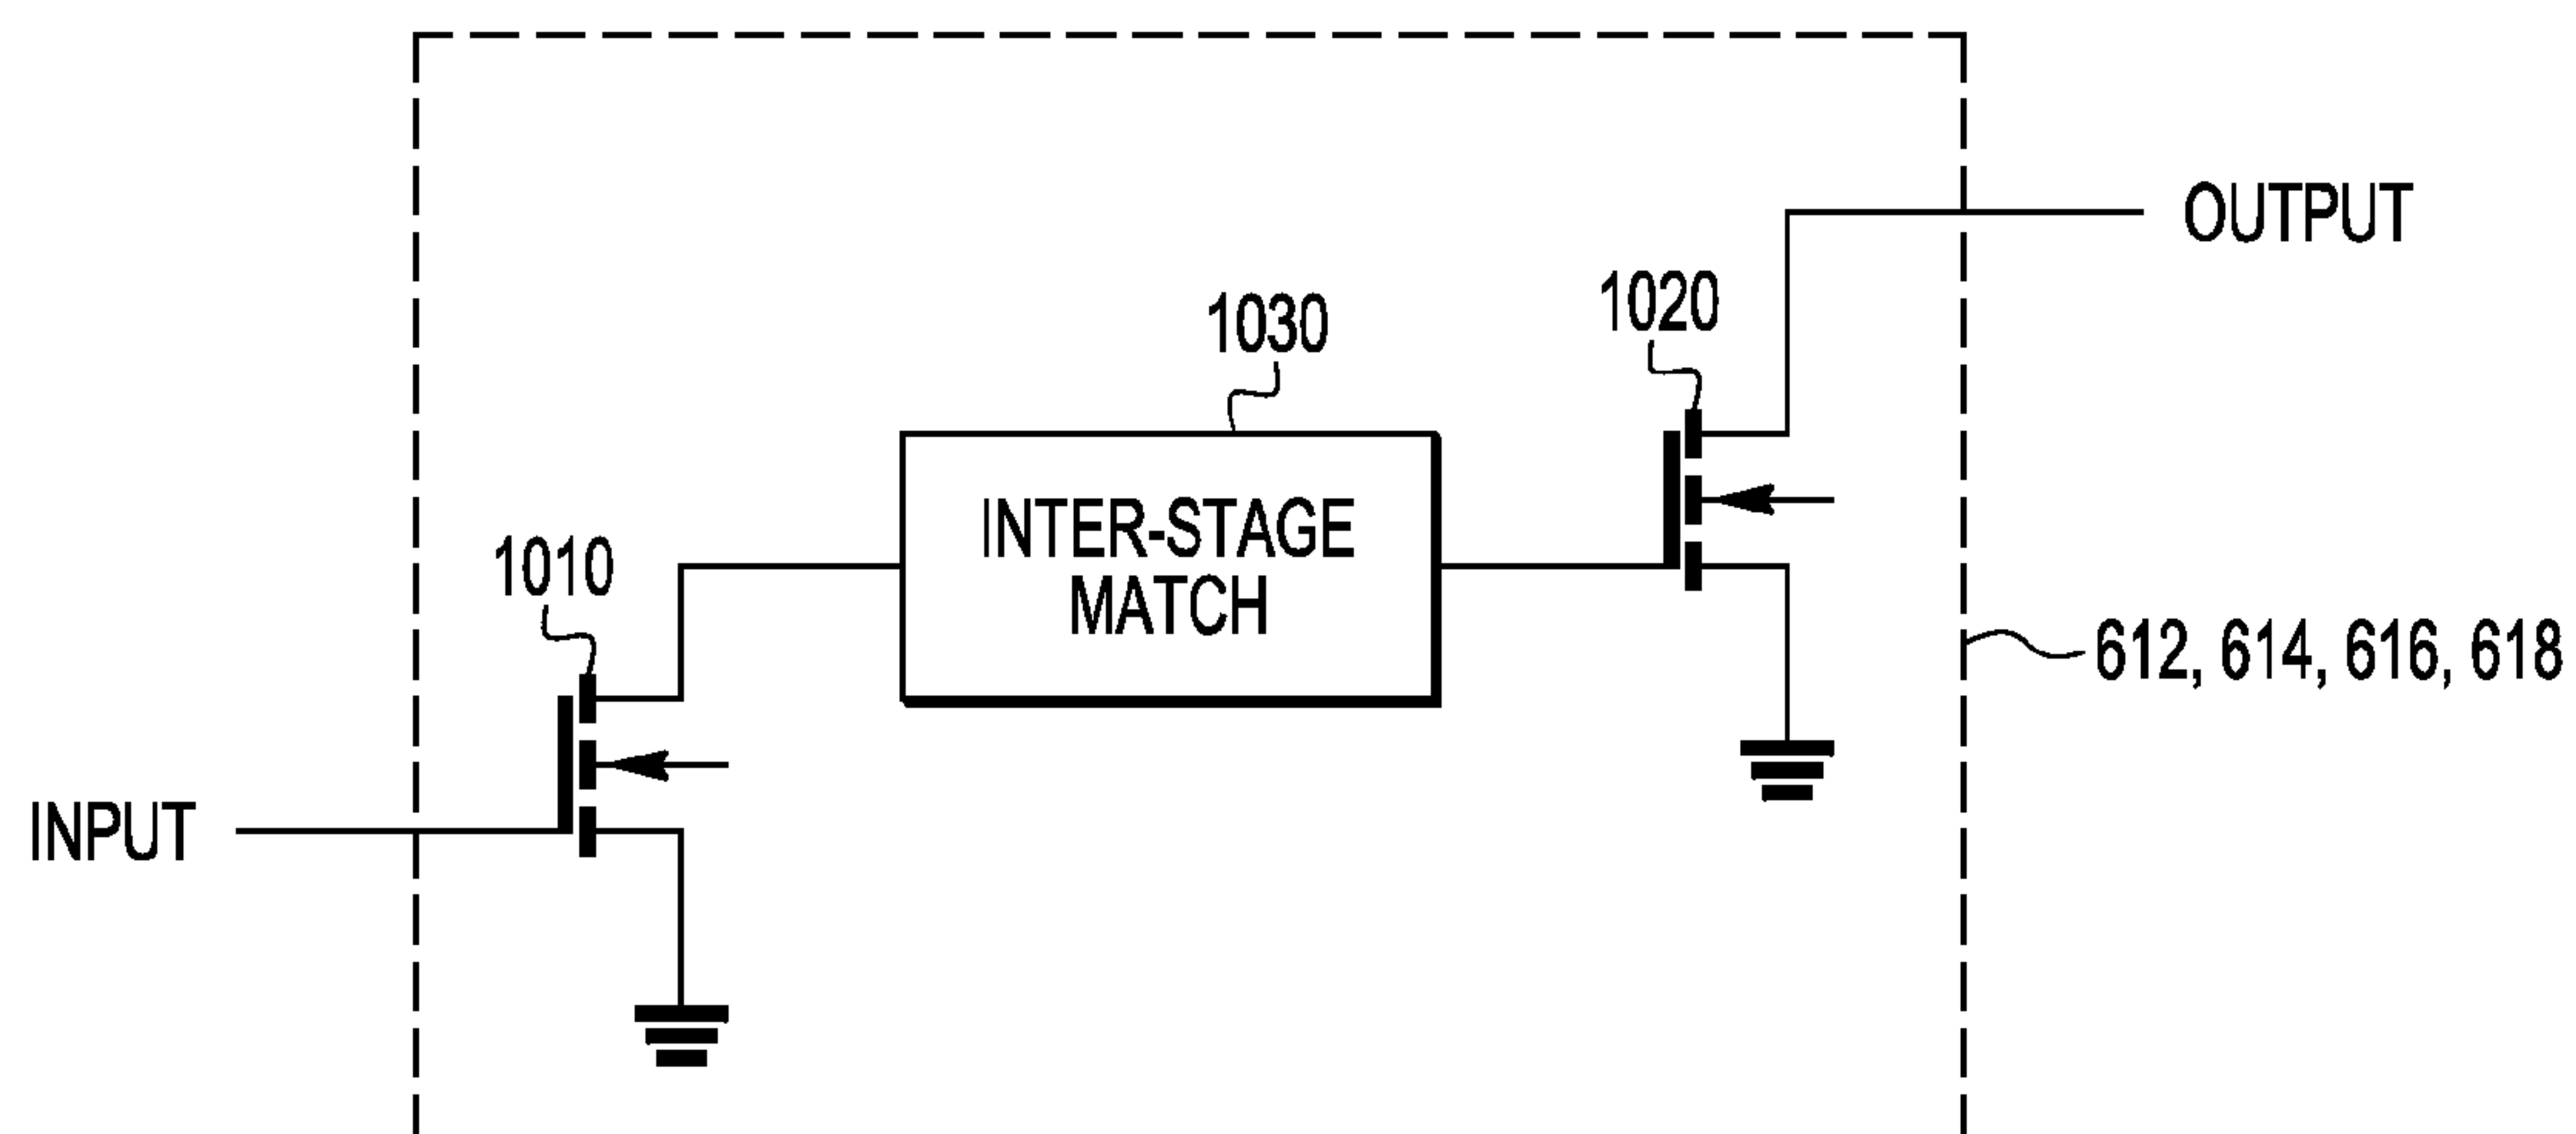 OUTPUT
1020
1030
INTER-STAGE
MATCH
1010
612, 614, 616, 618
INPUT